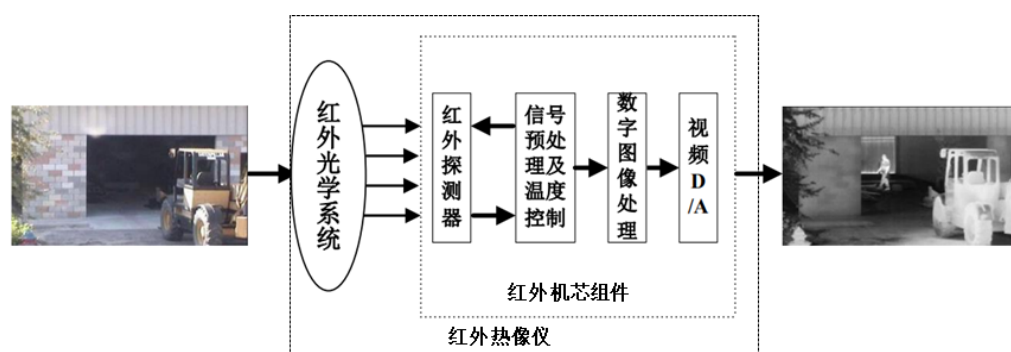 红外光学系统
红外探测器
信号预处理及温度控制
数字图像处理
视频D/A
红外机芯组件
红外热像仪